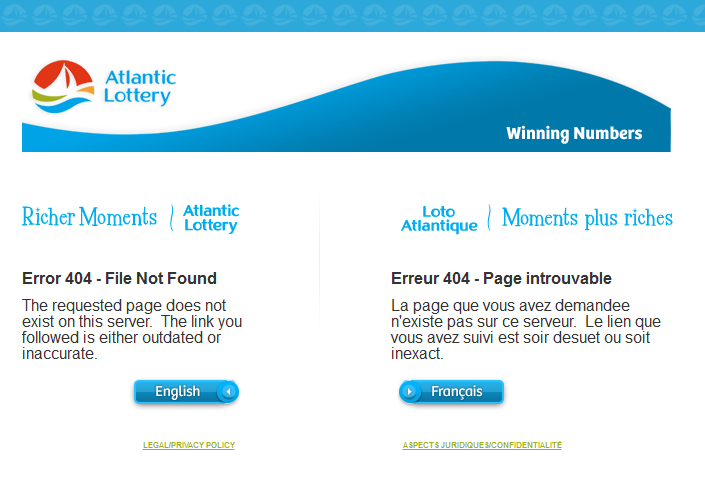 Atlantic
Lottery
Winning Numbers
Richer Moments
Atlantic
Lottery
Error 404 - File Not Found
The requested page does not
exist on this server. The link you
followed is either outdated or
inaccurate.
English
LEGAL/PRIVACY POLICY
Loto
Atlantique
Moments plus riches
Erreur 404 - Page introuvable
La page que vous avez demandee
n'existe pas sur ce serveur. Le lien que
vous avez suivi est soir desuet ou soit
inexact.
Français
ASPECTS JURIDIQUES/CONFIDENTIALITÉ